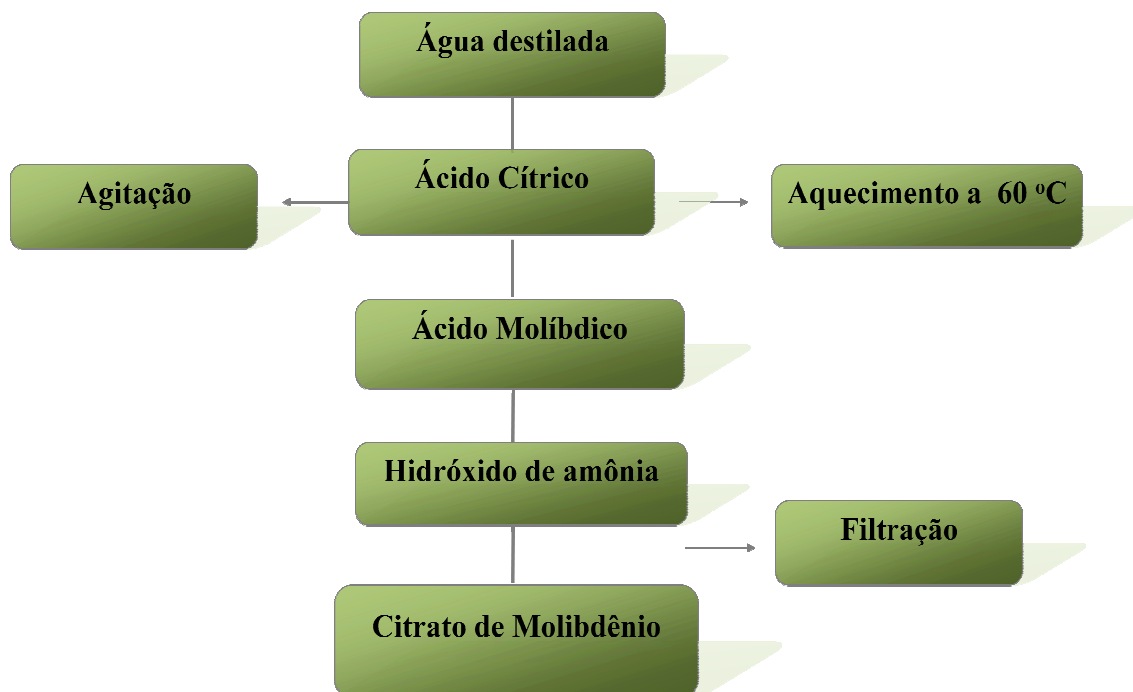 Água destilada
Agitação
Ácido Cítrico
Aquecimento a 60 ºC
Ácido Molíbdico
Hidróxido de amônia
Filtração
Citrato de Molibdênio